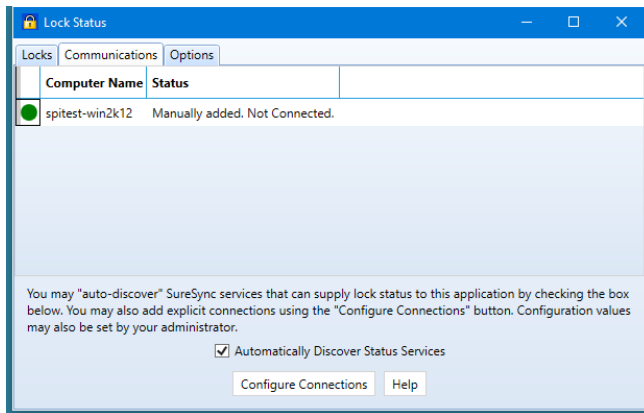 Lock Status
Locks Communications Options
Computer Name Status
spitest-win2k12 Manually added. Not Connected.
You may "auto-discover" SureSync services that can supply lock status to this application by checking the box
below. You may also add explicit connections using the "Configure Connections" button. Configuration values
may also be set by your administrator.
Automatically Discover Status Services
Configure Connections Help